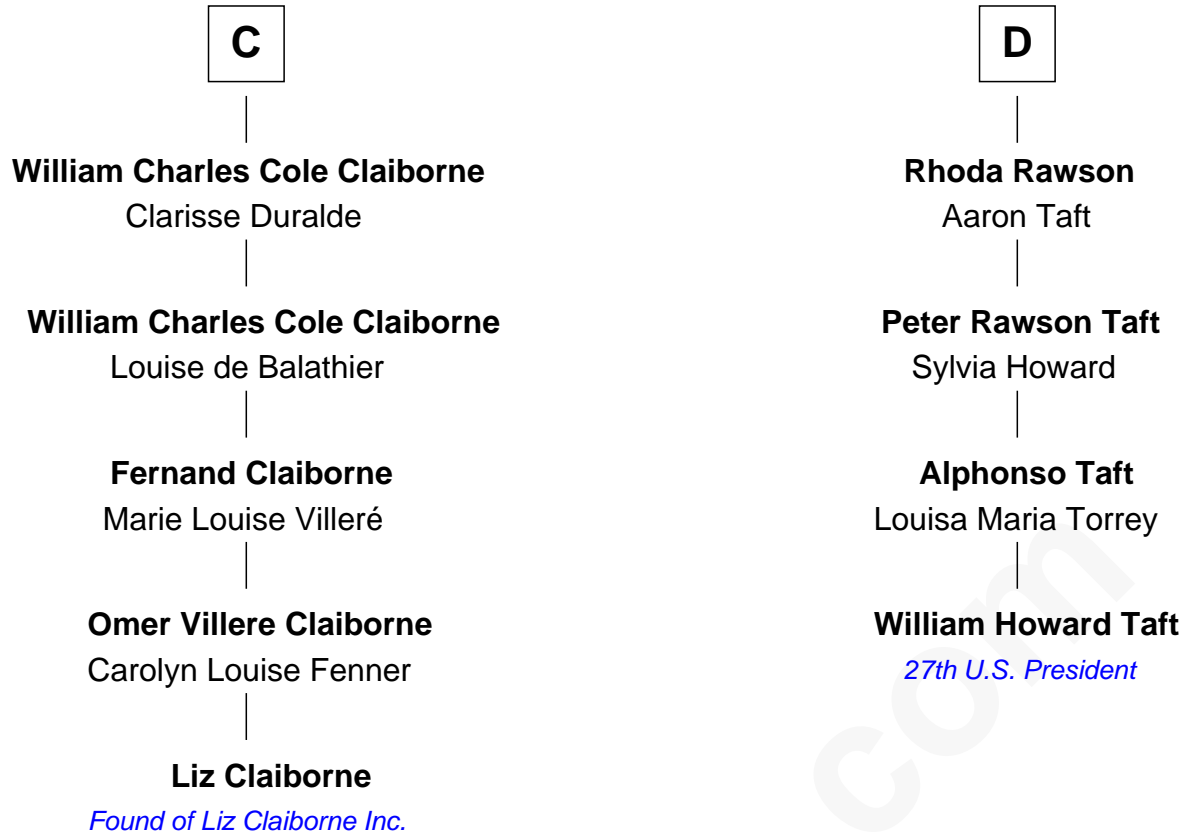 C
William Charles Cole Claiborne
Clarisse Duralde
William Charles Cole Claiborne
Louise de Balathier
Fernand Claiborne
Marie Louise Villeré
Omer Villere Claiborne
Carolyn Louise Fenner
Liz Claiborne
Found of Liz Claiborne Inc.
D
Rhoda Rawson
Aaron Taft
Peter Rawson Taft
Sylvia Howard
Alphonso Taft
Louisa Maria Torrey
William Howard Taft
27th U.S. President
com